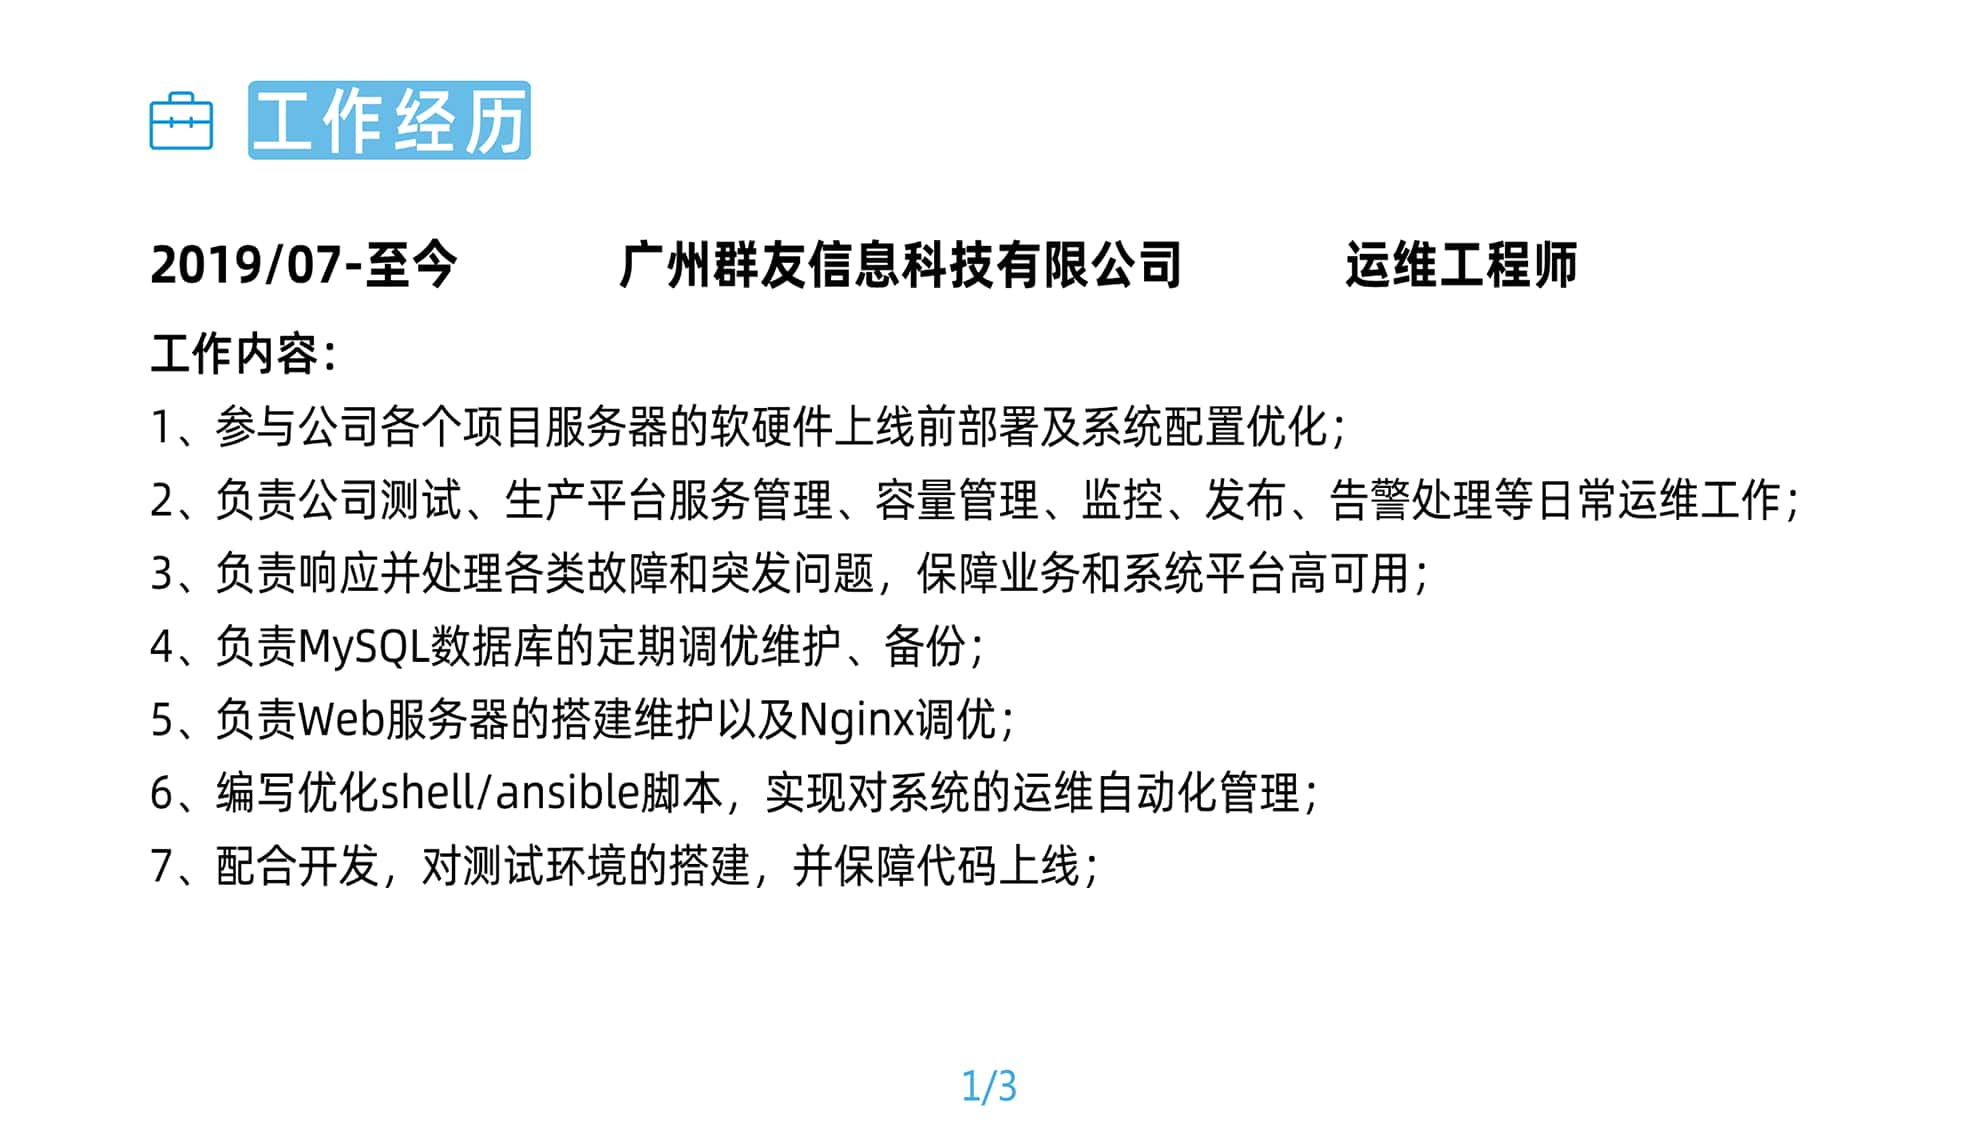 工作经历
2019/07-至今 广州群友信息科技有限公司 运维工程师
工作内容：
1、参与公司各个项目服务器的软硬件上线前部署及系统配置优化；
2、负责公司测试、生产平台服务管理、容量管理、监控、发布、告警处理等日常运维工作；
3、负责响应并处理各类故障和突发问题，保障业务和系统平台高可用；
4、负责MySQL数据库的定期调优维护、备份；
5、负责Web服务器的搭建维护以及Nginx调优；
6、编写优化shell/ansible脚本，实现对系统的运维自动化管理；
7、配合开发，对测试环境的搭建，并保障代码上线；
1/3